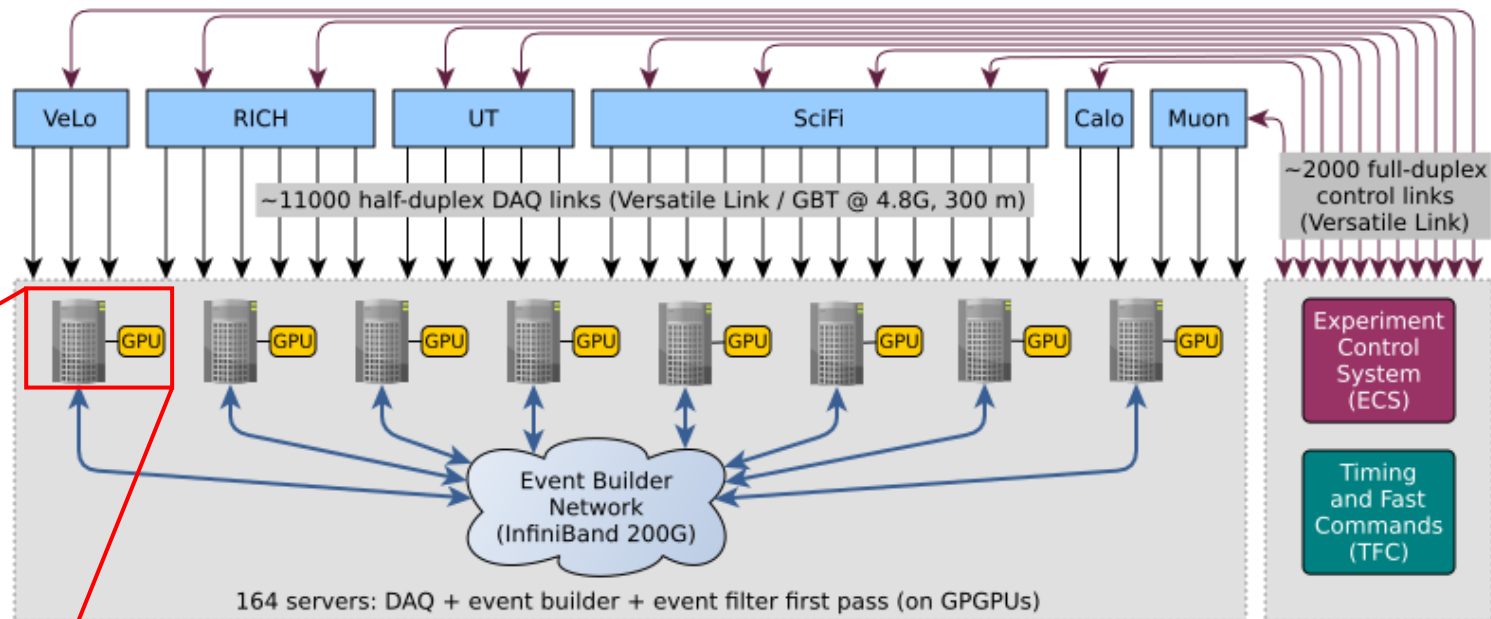 VeLo
RICH
UT
SciFi
Calo
Muon
~11000 half-duplex DAQ links (Versatile Link / GBT @ 4.8G, 300 m)
~2000 full-duplex
control links
(Versatile Link)
GPU
GPU
GPU
GPU
GPU
GPU
GPU
GPU
Experiment
Control
System
(ECS)
Event Builder
Network
(InfiniBand 200G)
Timing
and Fast
Commands
(TFC)
164 servers: DAQ + event builder + event filter first pass (on GPGPUs)